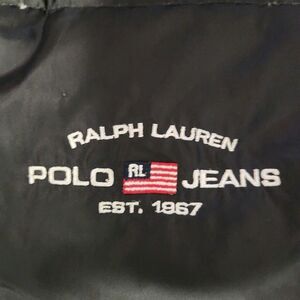 RALPH LAUREN
POLO RL JEANS
EST. 1967